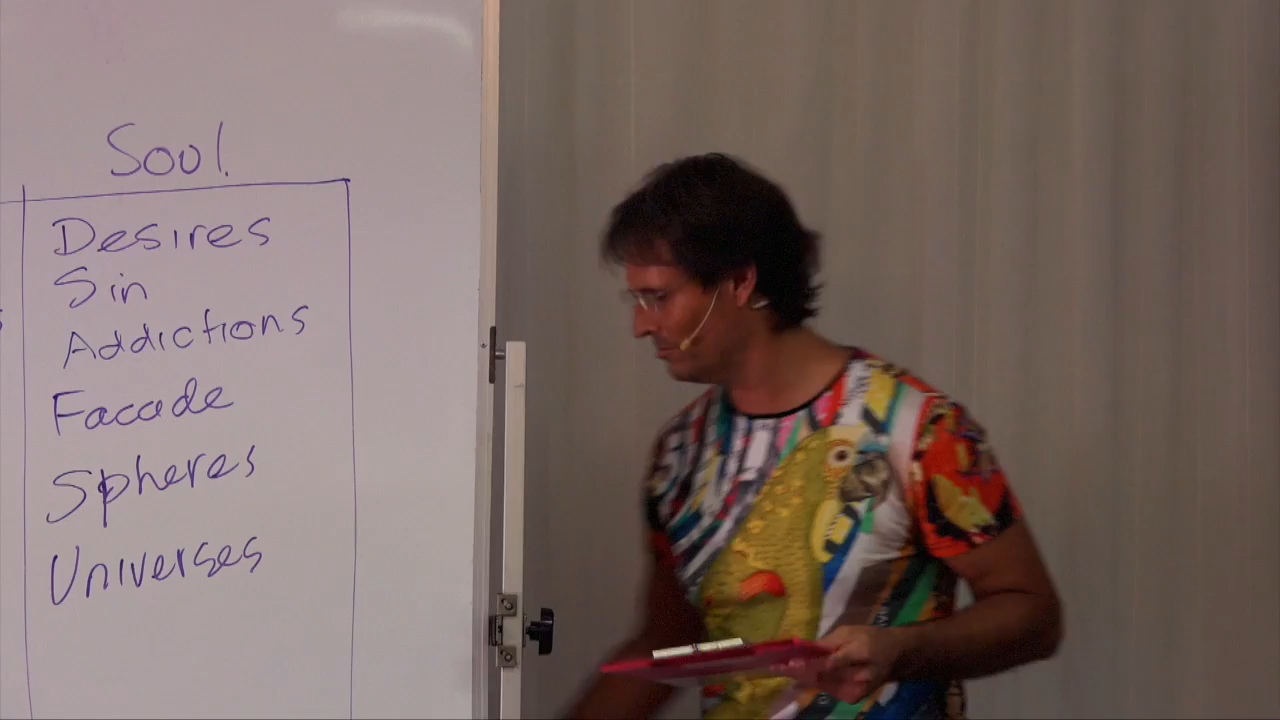 Soul
Desires
Sin
Addictions
Facade
Spheres
Universes